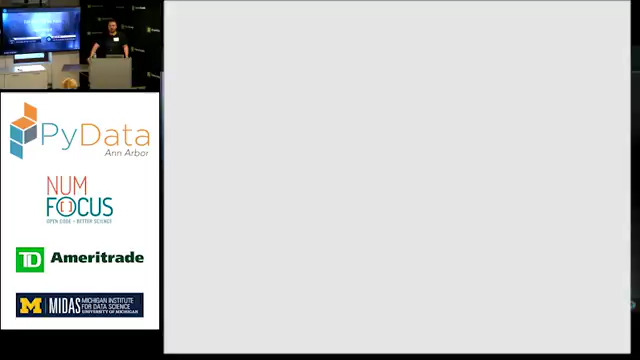 PyData
Ann Arbor
NUM
FOCUS
OPEN CODE = BETTER SCIENCE
TD Ameritrade
M MIDAS MICHIGAN INSTITUTE
FOR DATA SCIENCE
UNIVERSITY OF MICHIGAN